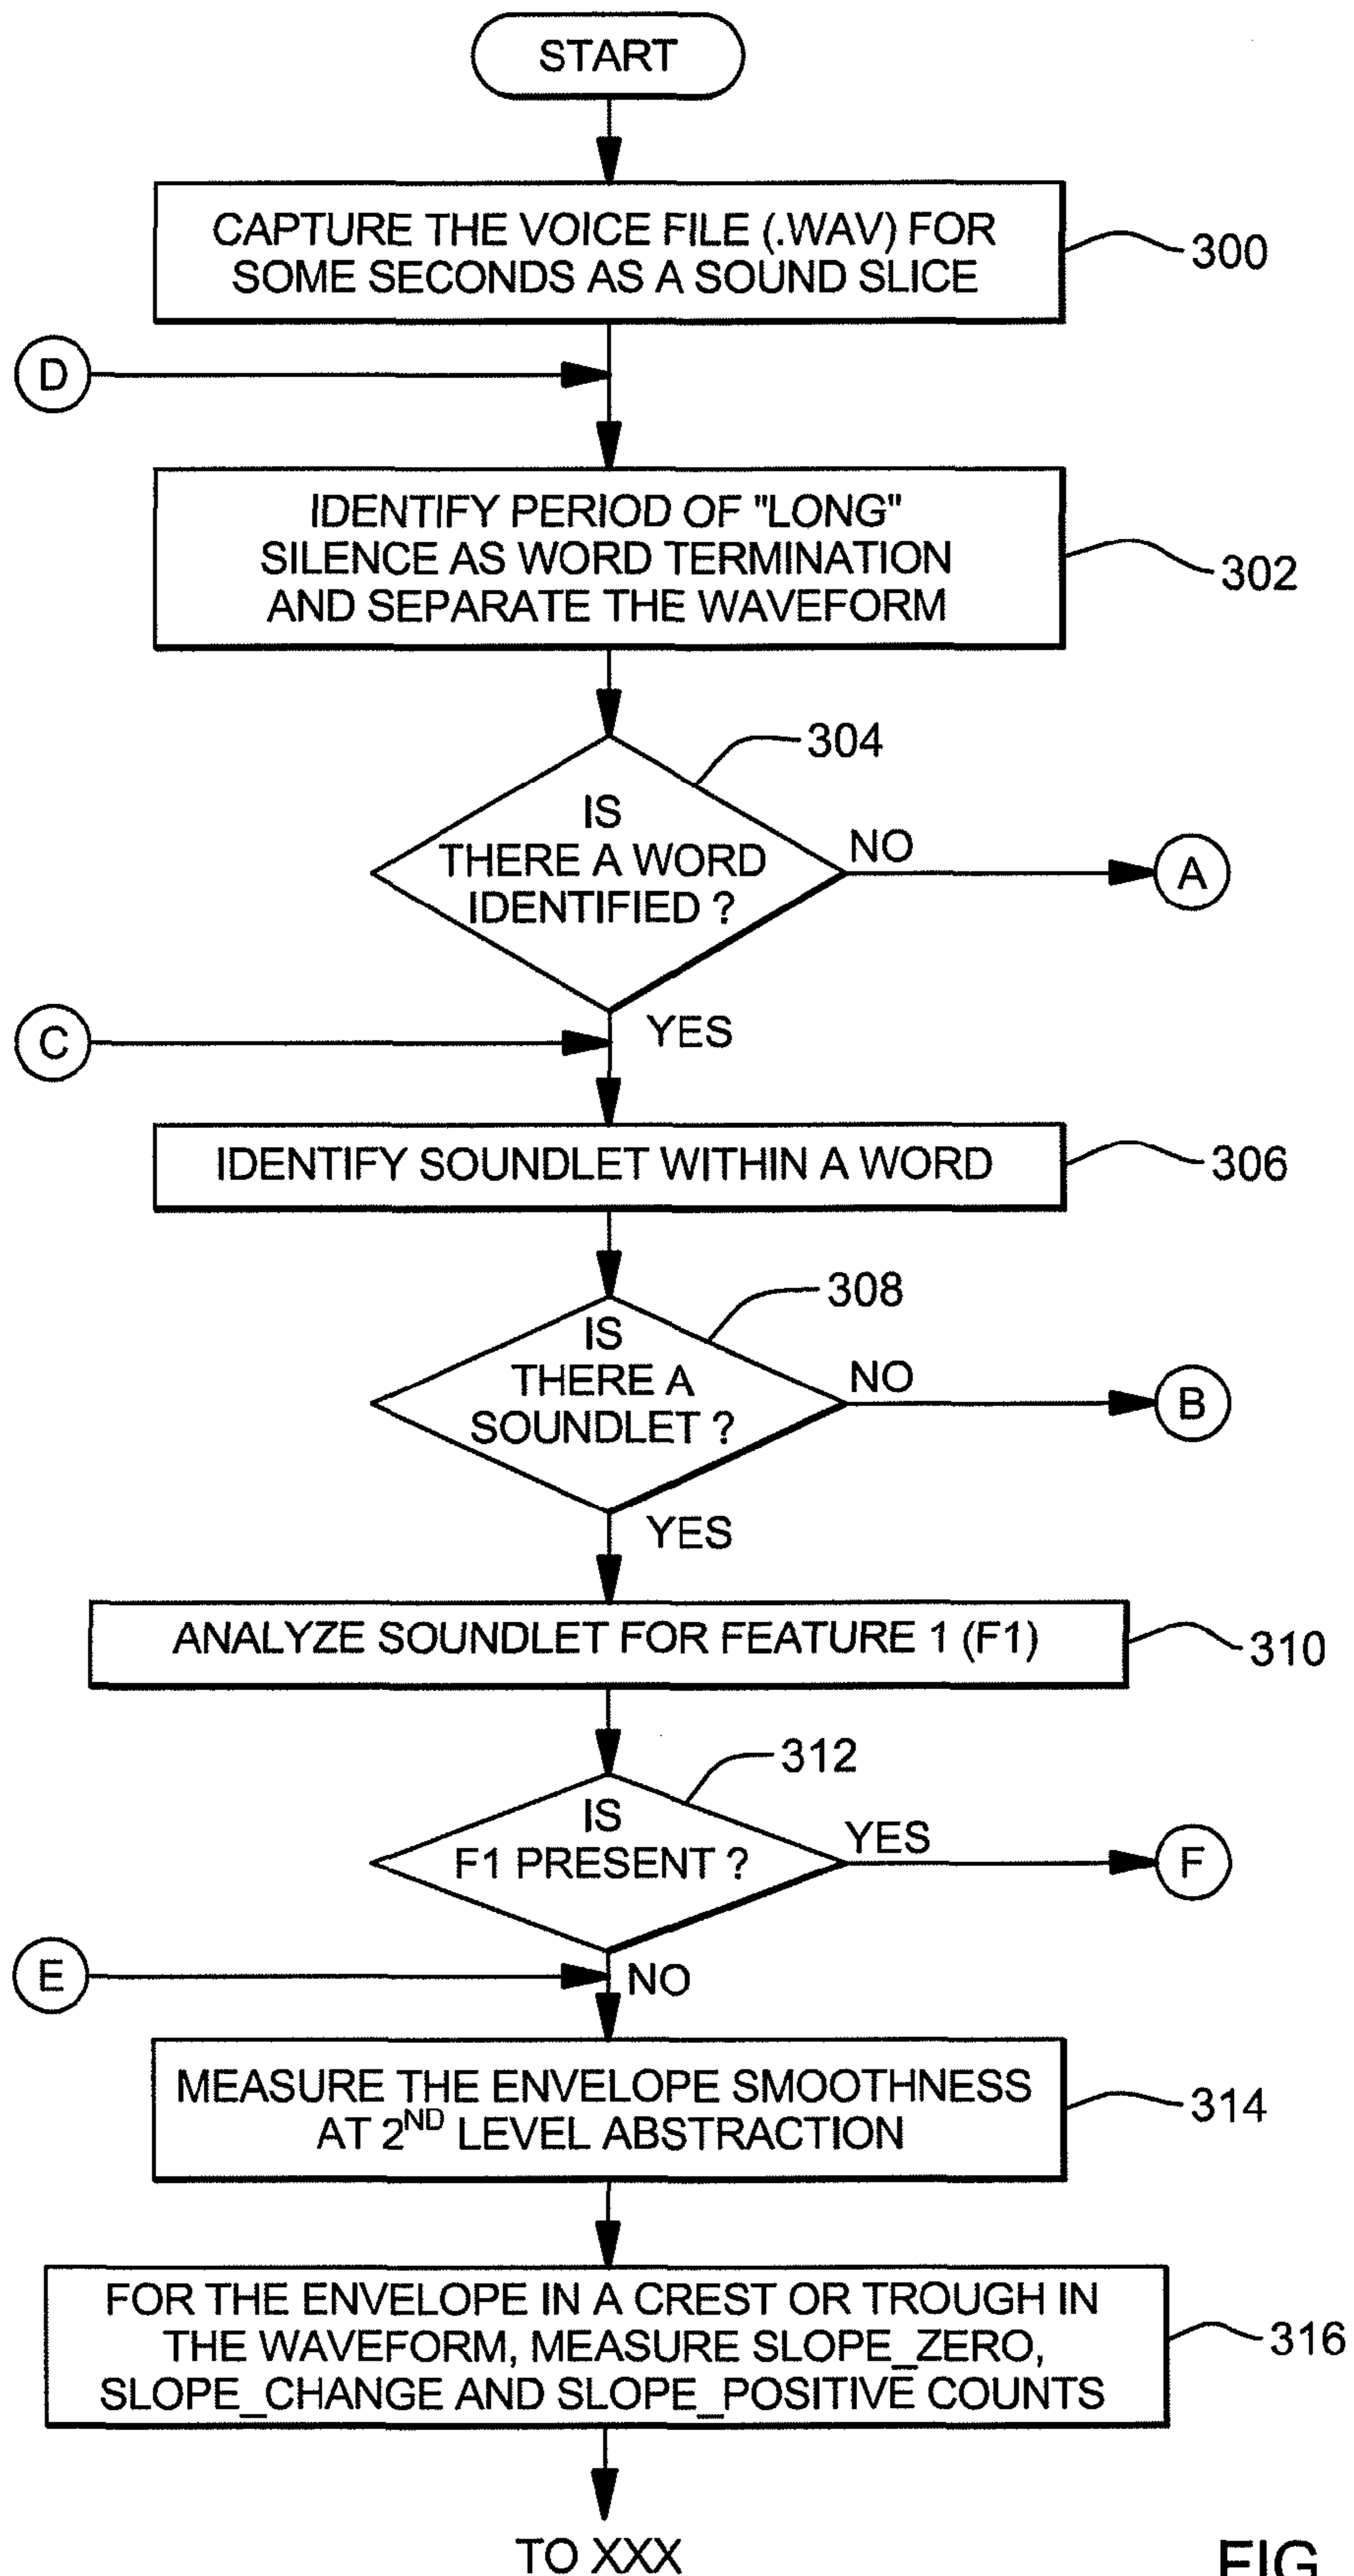 START
CAPTURE THE VOICE FILE (.WAV) FOR
SOME SECONDS AS A SOUND SLICE
300
D
IDENTIFY PERIOD OF "LONG"
SILENCE AS WORD TERMINATION
AND SEPARATE THE WAVEFORM
302
304
IS
THERE A WORD
IDENTIFIED ?
NO
A
C
YES
IDENTIFY SOUNDLET WITHIN A WORD
306
308
IS
THERE A
SOUNDLET ?
NO
B
YES
ANALYZE SOUNDLET FOR FEATURE 1 (F1)
310
312
IS
F1 PRESENT ?
YES
F
E
NO
MEASURE THE ENVELOPE SMOOTHNESS
AT 2ND LEVEL ABSTRACTION
314
FOR THE ENVELOPE IN A CREST OR TROUGH IN
THE WAVEFORM, MEASURE SLOPE_ZERO,
SLOPE_CHANGE AND SLOPE_POSITIVE COUNTS
316
TO XXX
FIG